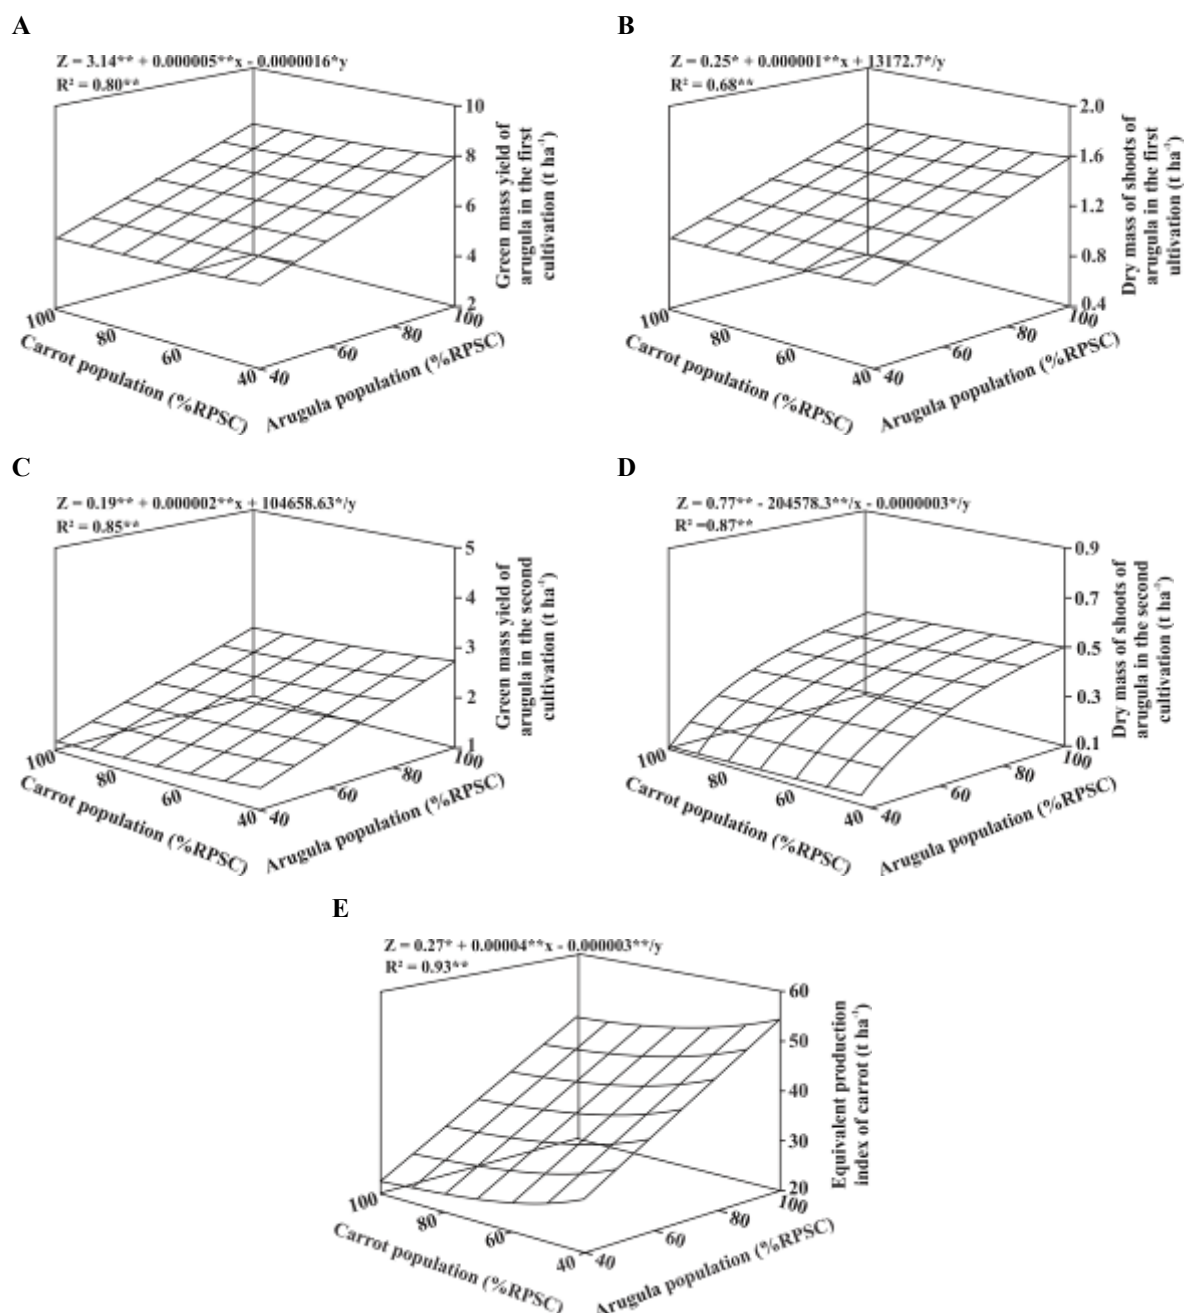 A
Z = 3.14** + 0.000005**x - 0.0000016*y
R² = 0.80**
10
8
6
4
2
Green mass yield of
arugula in the first
cultivation (t ha⁻¹)
100
80
60
40
Carrot population (%RPSC)
40
60
80
100
Arugula population (%RPSC)
B
Z = 0.25* + 0.000001**x + 13172.7*/y
R² = 0.68**
2.0
1.6
1.2
0.8
0.4
Dry mass of shoots of
arugula in the first
ultivation (t ha⁻¹)
100
80
60
40
Carrot population (%RPSC)
40
60
80
100
Arugula population (%RPSC)
C
Z = 0.19** + 0.000002**x + 104658.63*/y
R² = 0.85**
5
4
3
2
1
Green mass yield of
arugula in the second
cultivation (t ha⁻¹)
100
80
60
40
Carrot population (%RPSC)
40
60
80
100
Arugula population (%RPSC)
D
Z = 0.77** - 204578.3**/x - 0.0000003*/y
R² =0.87**
0.9
0.7
0.5
0.3
0.1
Dry mass of shoots of
arugula in the second
cultivation (t ha⁻¹)
100
80
60
40
Carrot population (%RPSC)
40
60
80
100
Arugula population (%RPSC)
E
Z = 0.27* + 0.00004**x - 0.000003**/y
R² = 0.93**
60
50
40
30
20
Equivalent production
index of carrot (t ha⁻¹)
100
80
60
40
Carrot population (%RPSC)
40
60
80
100
Arugula population (%RPSC)